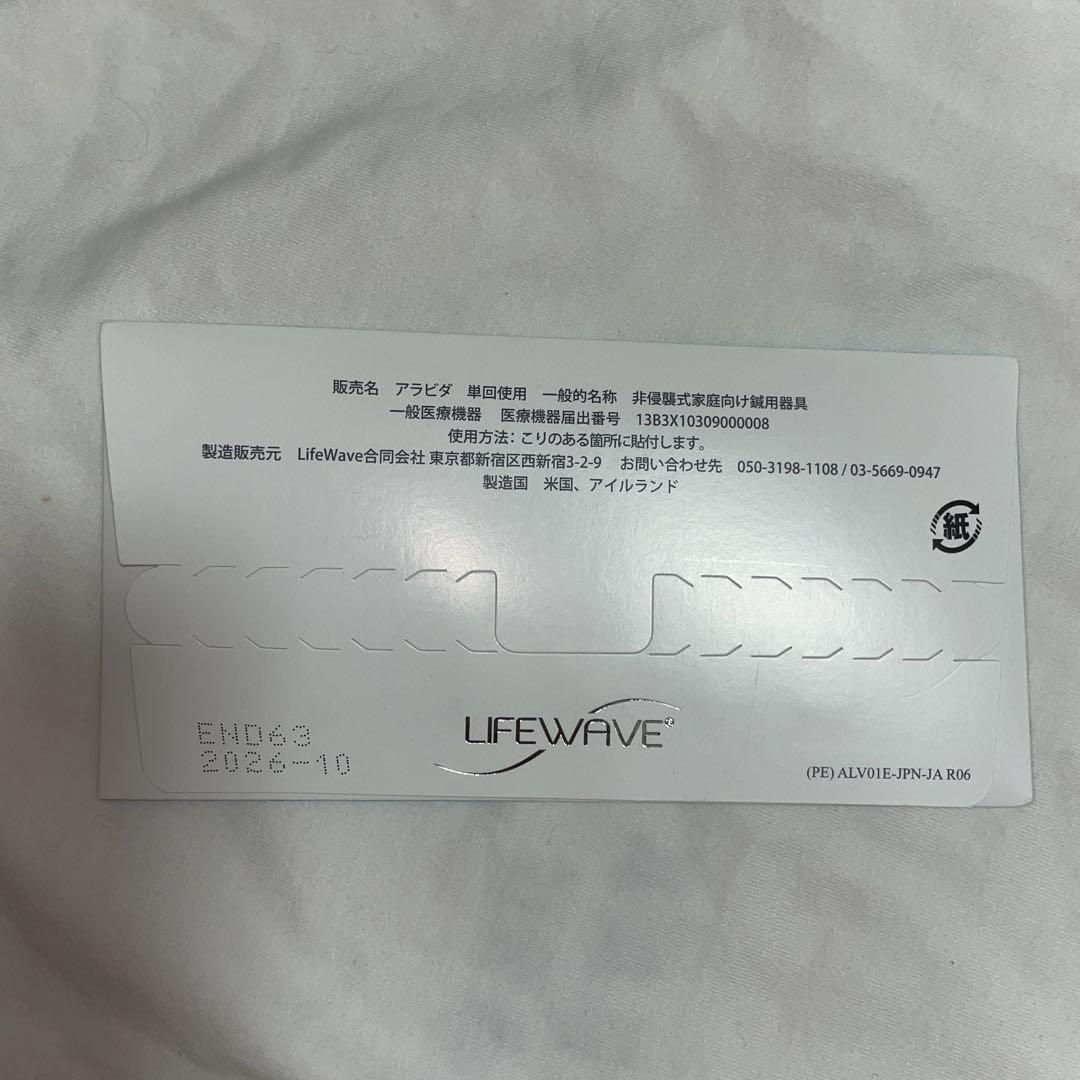 販売名 アラビダ 単回使用 一般的名称 非侵襲式家庭向け鍼用器具
一般医療機器 医療機器届出番号 13B3X10309000008
使用方法：こりのある箇所に貼付します。
製造販売元 LifeWave合同会社 東京都新宿区西新宿3-2-9 お問い合わせ先 050-3198-1108 / 03-5669-0947
製造国 米国、アイルランド
紙
END63
2026-10
LIFEWAVE®
(PE) ALV01E-JPN-JA R06